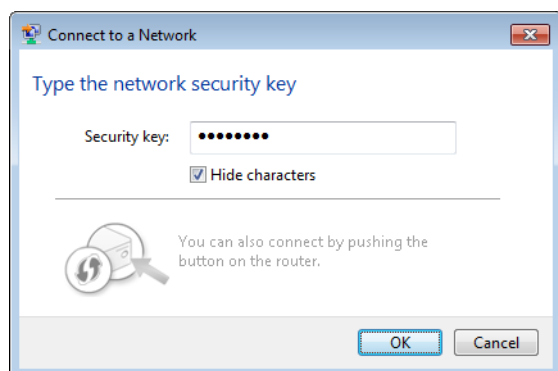 Connect to a Network
Type the network security key
Security key: ••••••••
Hide characters
You can also connect by pushing the
button on the router.
OK Cancel